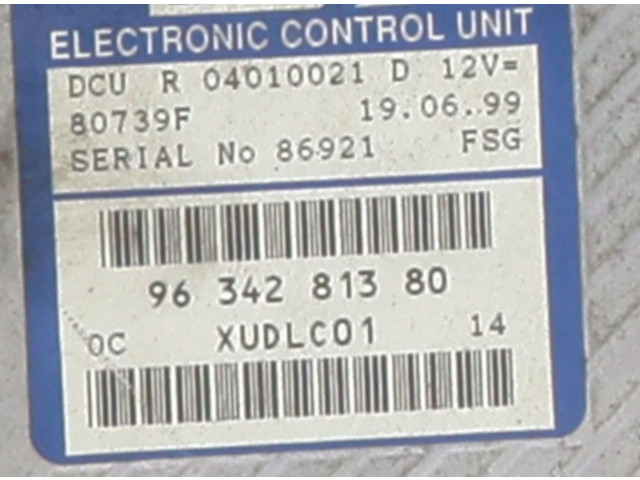 ELECTRONIC CONTROL UNIT
DCU R 04010021 D 12V=
80739F 19.06.99
SERIAL No 86921 FSG
96 342 813 80
0C XUDLC01 14